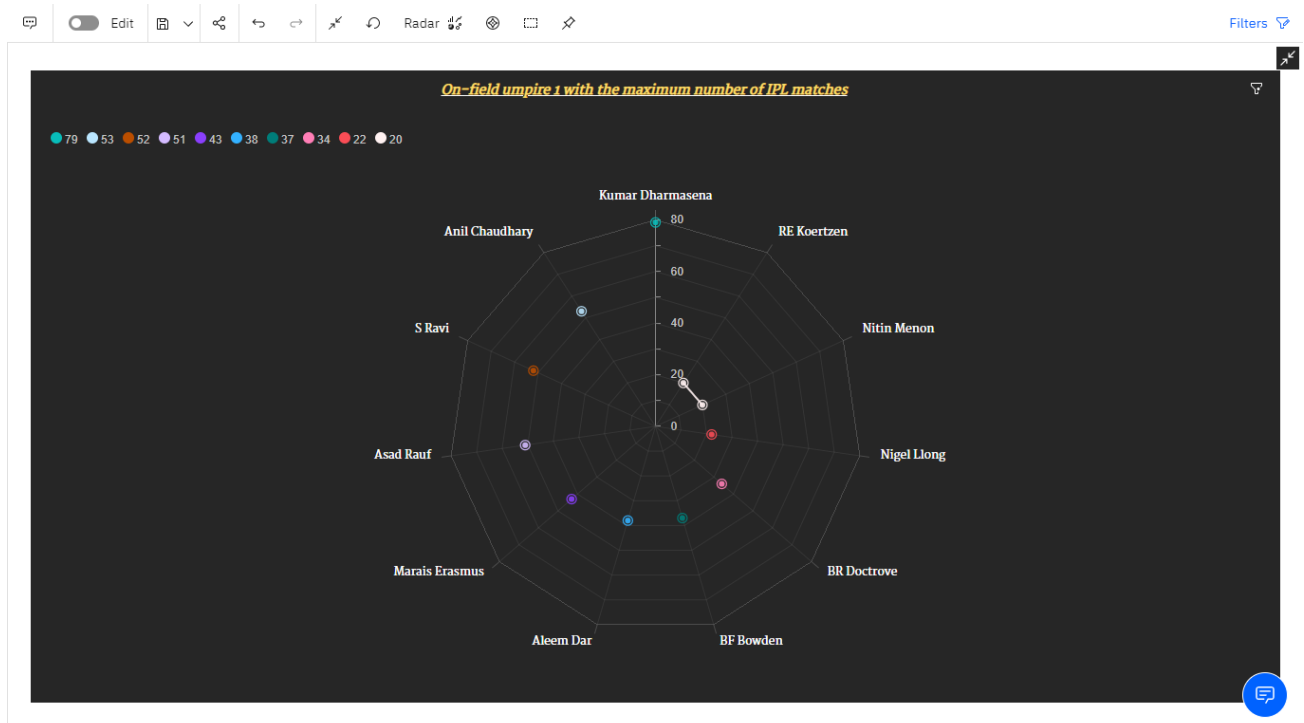 Edit Radar Filters
On-field umpire 1 with the maximum number of IPL matches
79 53 52 51 43 38 37 34 22 20
Kumar Dharmasena
80
Anil Chaudhary RE Koertzen
60
S Ravi 40 Nitin Menon
20
0
Asad Rauf Nigel Llong
Marais Erasmus BR Doctrove
Aleem Dar BF Bowden